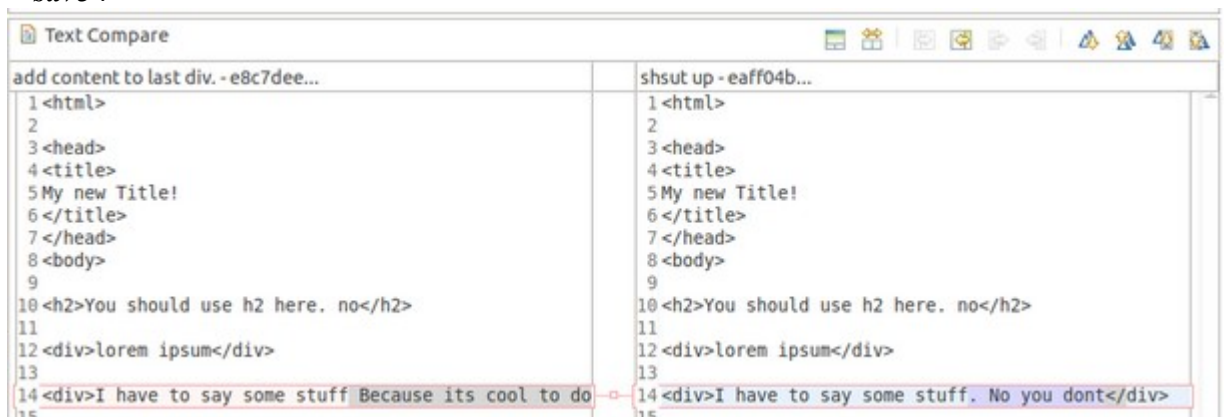 Text Compare
add content to last div. - e8c7dee...
1 <html>
2
3 <head>
4 <title>
5 My new Title!
6 </title>
7 </head>
8 <body>
9
10 <h2>You should use h2 here. no</h2>
11
12 <div>lorem ipsum</div>
13
14 <div>I have to say some stuff Because its cool to do
shsut up - eaff04b...
1 <html>
2
3 <head>
4 <title>
5 My new Title!
6 </title>
7 </head>
8 <body>
9
10 <h2>You should use h2 here. no</h2>
11
12 <div>lorem ipsum</div>
13
14 <div>I have to say some stuff. No you dont</div>